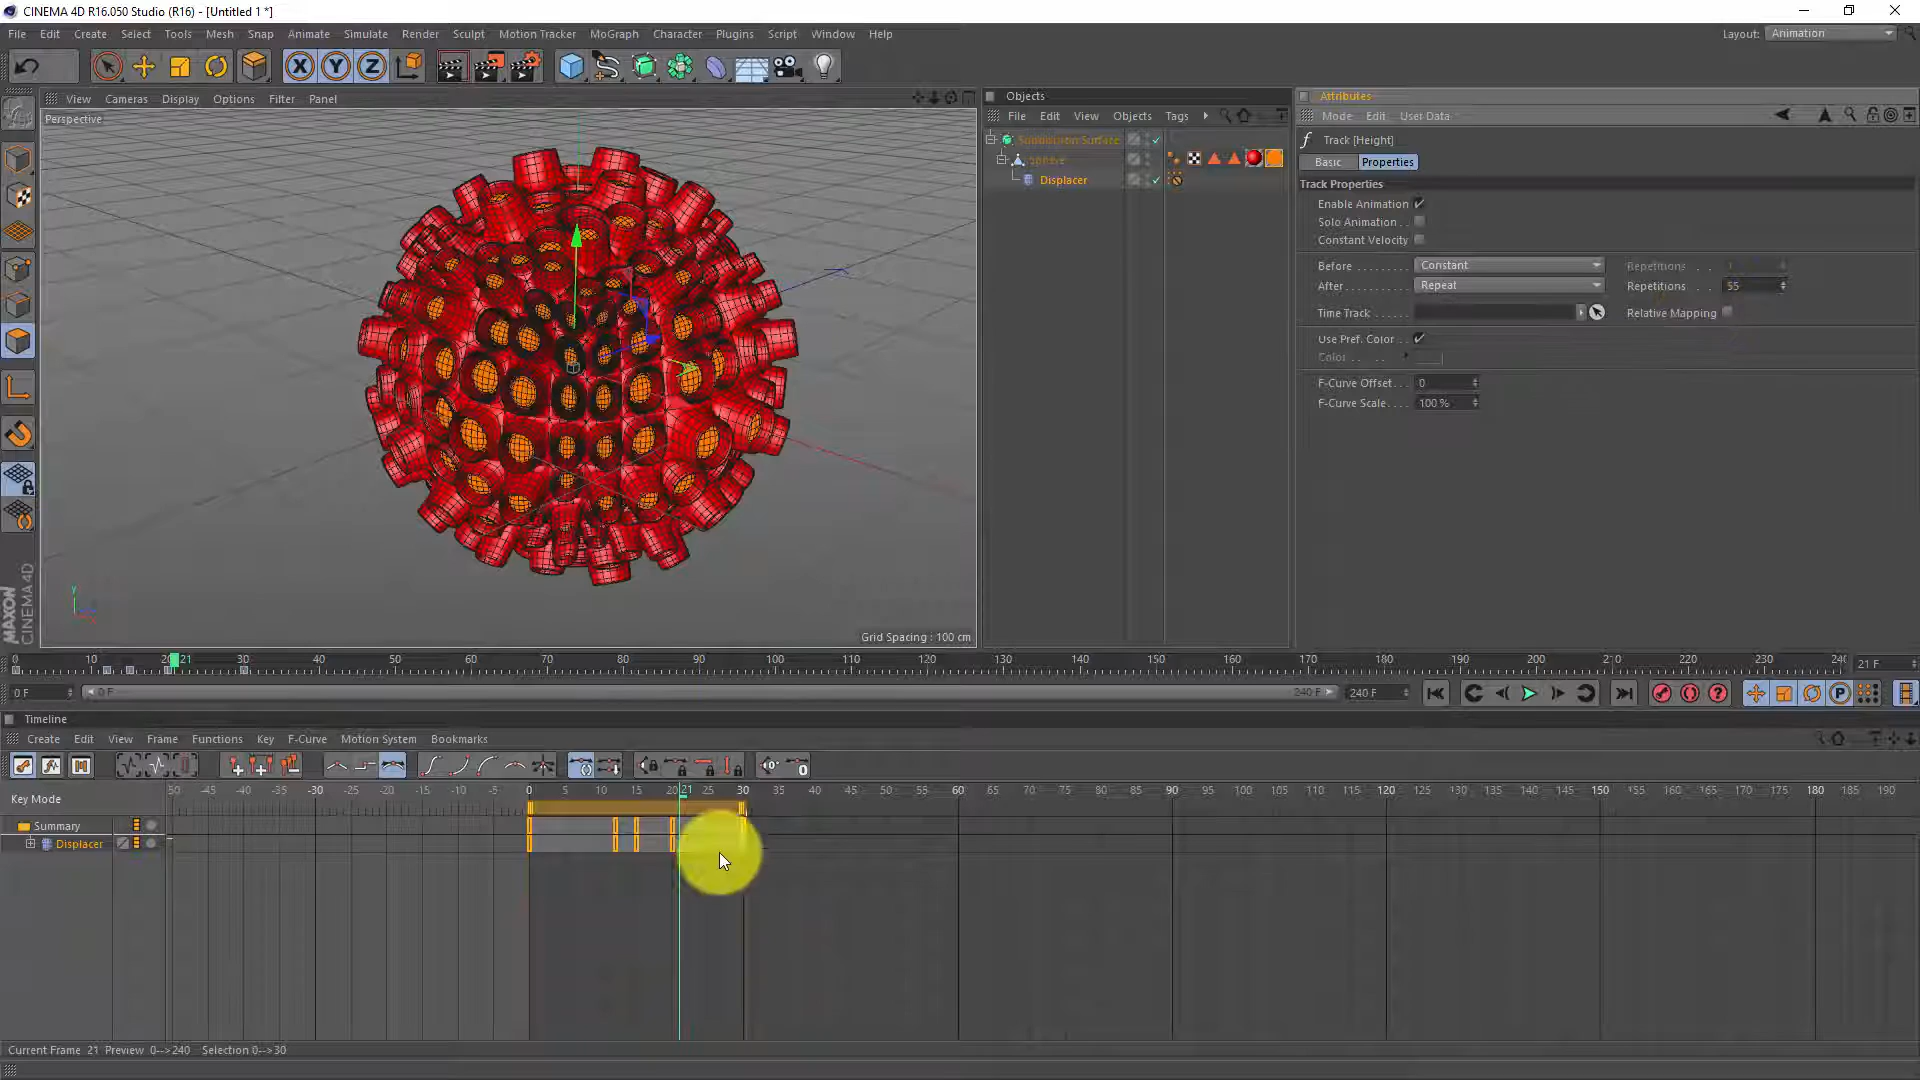 CINEMA 4D R16.050 Studio (R16) - [Untitled 1 *]
File Edit Create Select Tools Mesh Snap Animate Simulate Render Sculpt Motion Tracker MoGraph Character Plugins Script Window Help
Layout: Animation
X Y Z
View Cameras Display Options Filter Panel
Perspective
Grid Spacing : 100 cm
Y
MAXON
CINEMA 4D
Objects
File Edit View Objects Tags
Subdivision Surface
Sphere
Displacer
Attributes
Mode Edit User Data
Track [Height]
Basic Properties
Track Properties
Enable Animation
Solo Animation
Constant Velocity
Before Constant Repetitions
After Repeat Repetitions 55
Time Track Relative Mapping
Use Pref. Color
Color
F-Curve Offset 0
F-Curve Scale 100 %
0 10 20 21 30 40 50 60 70 80 90 100 110 120 130 140 150 160 170 180 190 200 210 220 230 240 21 F
0 F 0 F 240 F 240 F
P
Timeline
Create Edit View Frame Functions Key F-Curve Motion System Bookmarks
Key Mode
50 -45 -40 -35 -30 -25 -20 -15 -10 -5 0 5 10 15 20 21 25 30 35 40 45 50 55 60 65 70 75 80 85 90 95 100 105 110 115 120 125 130 135 140 145 150 155 160 165 170 175 180 185 190
Summary
Displacer
Current Frame 21 Preview 0-->240 Selection 0-->30